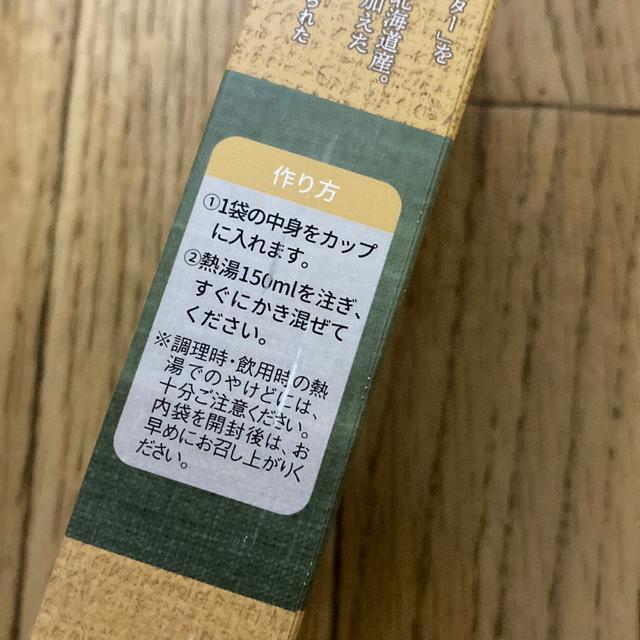 ター」を
北海道産。
加えた
られた
作り方
①1袋の中身をカップ
に入れます。
②熱湯150mlを注ぎ、
すぐにかき混ぜて
ください。
※調理時・飲用時の熱
湯でのやけどには、
十分ご注意ください。
内袋を開封後は、お
早めにお召し上がりく
ださい。